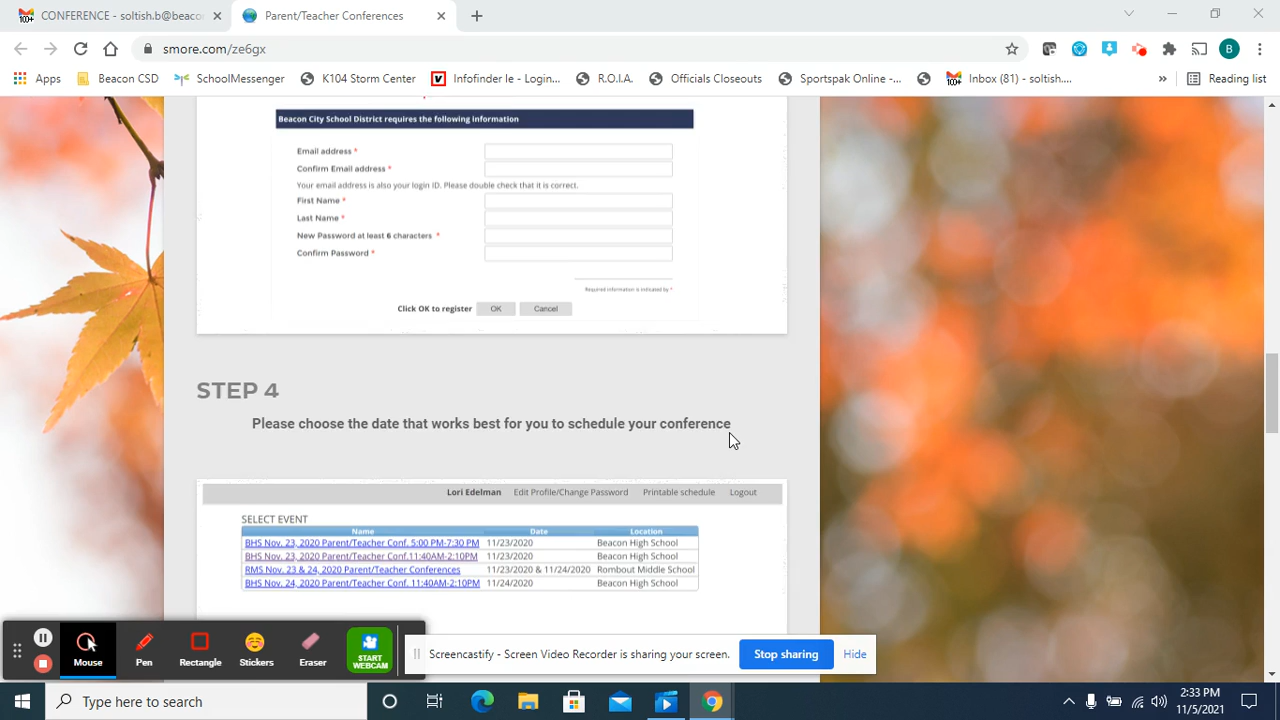 CONFERENCE - soltish.b@beaco
Parent/Teacher Conferences
smore.com/ze6gx
B
Apps
Beacon CSD
SchoolMessenger
K104 Storm Center
Infofinder le - Login...
R.O.I.A.
Officials Closeouts
Sportspak Online -...
100+
Inbox (81) - soltish....
»
Reading list
Beacon City School District requires the following information
Email address *
Confirm Email address *
Your email address is also your login ID. Please double check that it is correct.
First Name *
Last Name *
New Password at least 6 characters *
Confirm Password *
Required information is indicated by *
Click OK to register OK Cancel
STEP 4
Please choose the date that works best for you to schedule your conference
Lori Edelman Edit Profile/Change Password Printable schedule Logout
SELECT EVENT
Name Date Location
BHS Nov. 23, 2020 Parent/Teacher Conf. 5:00 PM-7:30 PM 11/23/2020 Beacon High School
BHS Nov. 23, 2020 Parent/Teacher Conf.11:40AM-2:10PM 11/23/2020 Beacon High School
RMS Nov. 23 & 24, 2020 Parent/Teacher Conferences 11/23/2020 & 11/24/2020 Rombout Middle School
BHS Nov. 24, 2020 Parent/Teacher Conf. 11:40AM-2:10PM 11/24/2020 Beacon High School
Mouse Pen Rectangle Stickers Eraser START WEBCAM
Screencastify - Screen Video Recorder is sharing your screen. Stop sharing Hide
Type here to search
2:33 PM
11/5/2021